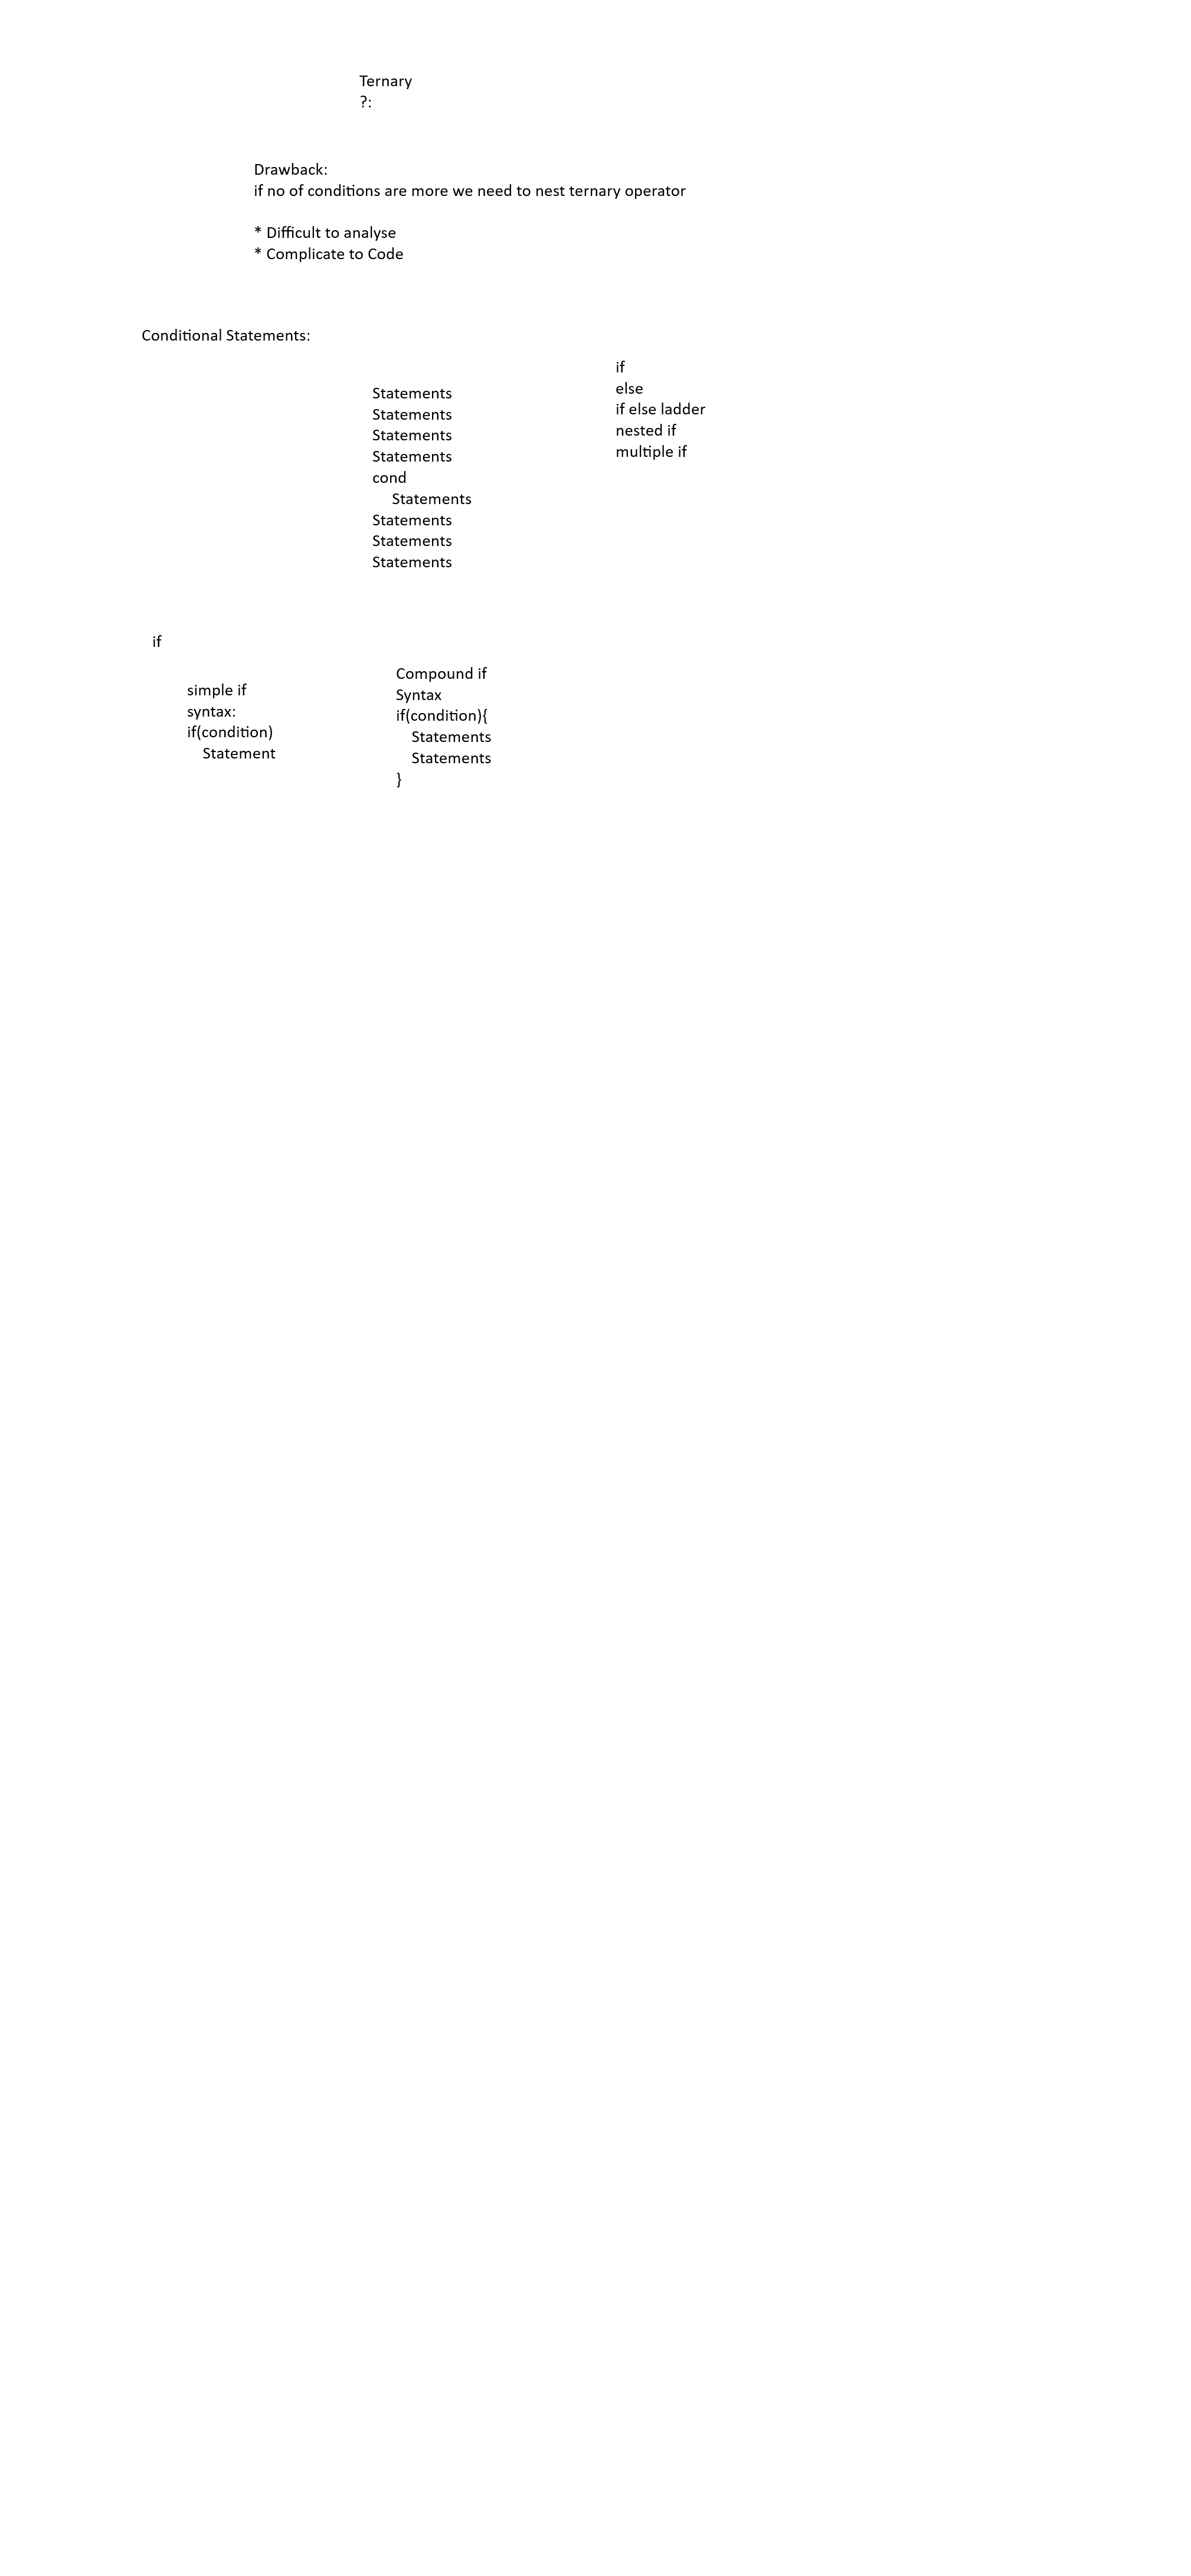 Ternary
?:
Drawback:
if no of conditions are more we need to nest ternary operator
* Difficult to analyse
* Complicate to Code
Conditional Statements:
Statements
Statements
Statements
Statements
cond
Statements
Statements
Statements
Statements
if
else
if else ladder
nested if
multiple if
if
simple if
syntax:
if(condition)
Statement
Compound if
Syntax
if(condition){
Statements
Statements
}